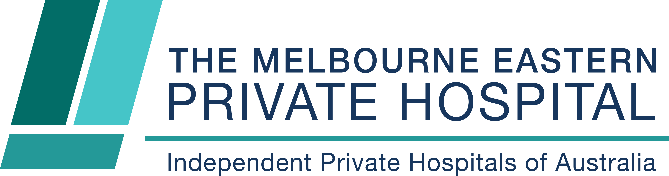 THE MELBOURNE EASTERN
PRIVATE HOSPITAL
Independent Private Hospitals of Australia